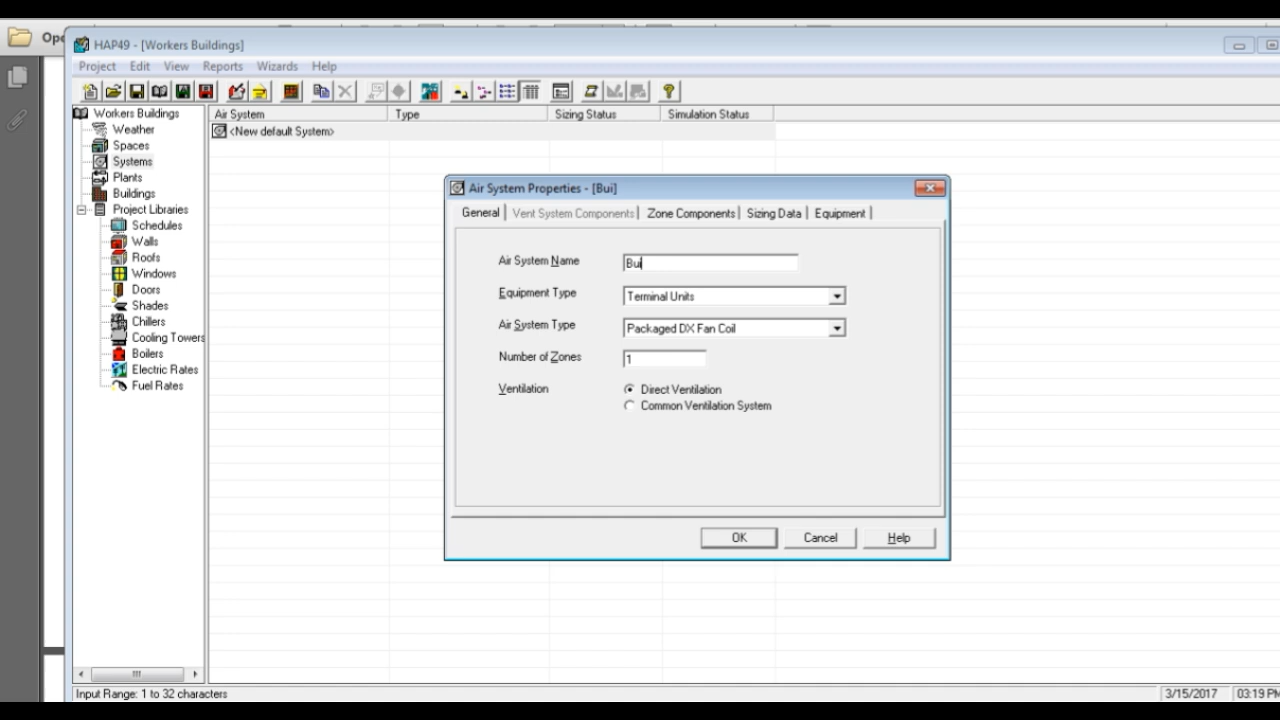 Ope
HAP49 - [Workers Buildings]
Project Edit View Reports Wizards Help
Workers Buildings
Weather
Spaces
Systems
Plants
Buildings
Project Libraries
Schedules
Walls
Roofs
Windows
Doors
Shades
Chillers
Cooling Towers
Boilers
Electric Rates
Fuel Rates
Air System Type Sizing Status Simulation Status
<New default System>
Air System Properties - [Bui]
General Vent System Components Zone Components Sizing Data Equipment
Air System Name Bui
Equipment Type Terminal Units
Air System Type Packaged DX Fan Coil
Number of Zones 1
Ventilation Direct Ventilation
Common Ventilation System
OK Cancel Help
Input Range: 1 to 32 characters 3/15/2017 03:19 PM